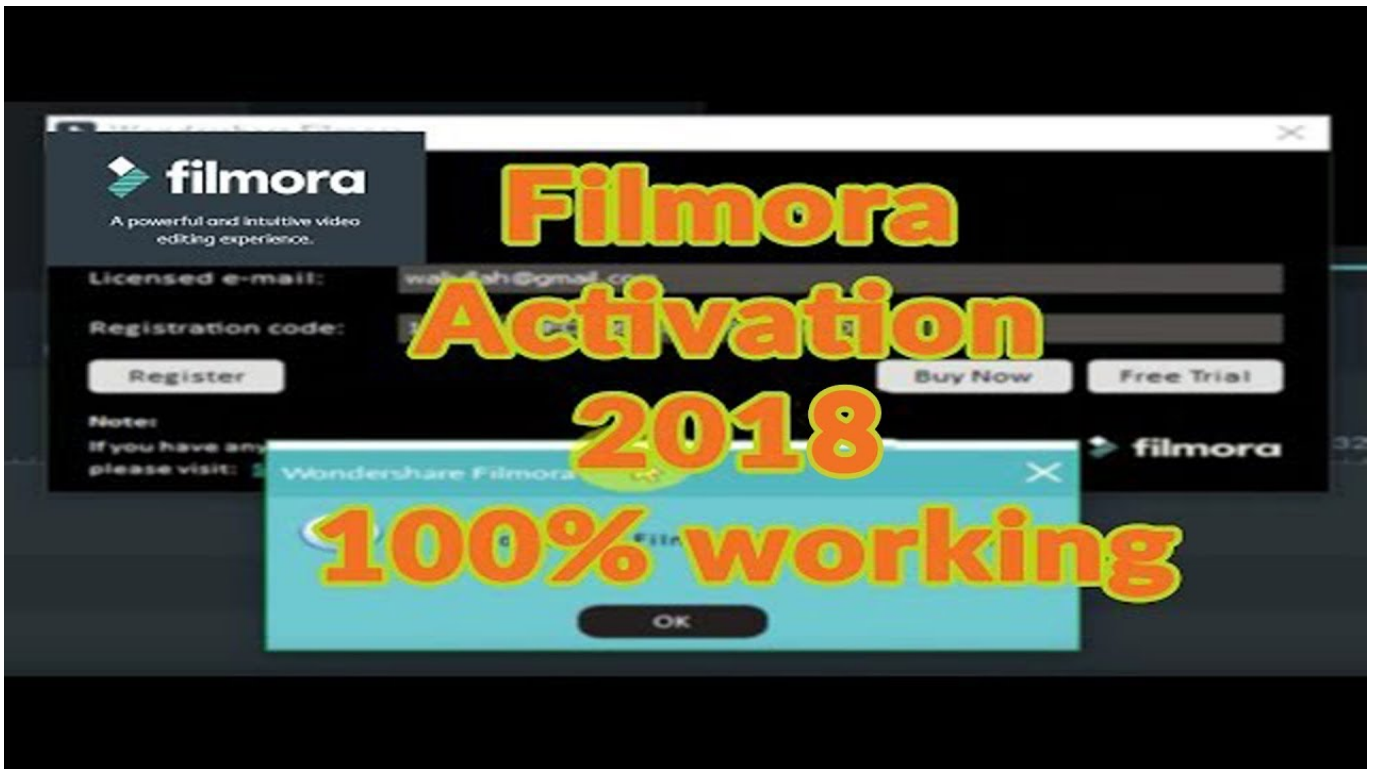 filmora
A powerful and intuitive video
editing experience.
Filmora
Licensed e-mail:
Activation
Registration code:
Register
Buy Now
Free Trial
2018
Note:
If you have any
please visit:
filmora
Wondershare Filmora
100% working
OK